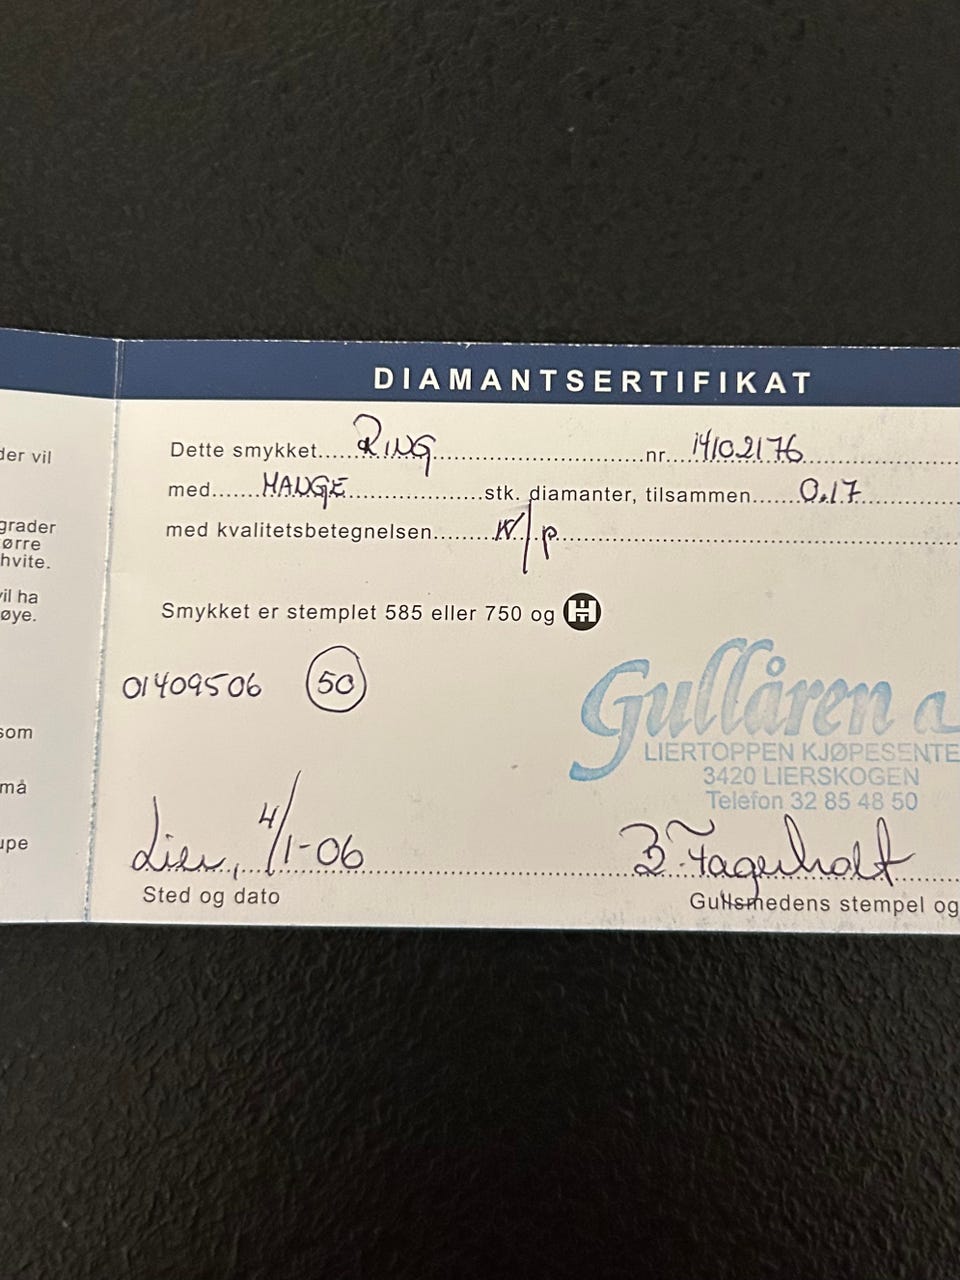 DIAMANTSERTIFIKAT
Dette smykket......RING..............................nr....14102176
med.......MANGE....................stk. diamanter, tilsammen......0.17
med kvalitetsbetegnelsen.........W/p
Smykket er stemplet 585 eller 750 og H
01409506 50
Gullåren a
LIERTOPPEN KJØPESENTE
3420 LIERSKOGEN
Telefon 32 85 48 50
Lier, 4/1-06 B. Fagerholt
Sted og dato
Gullsmedens stempel og
der vil
grader
ørre
hvite.
vil ha
øye.
som
må
upe